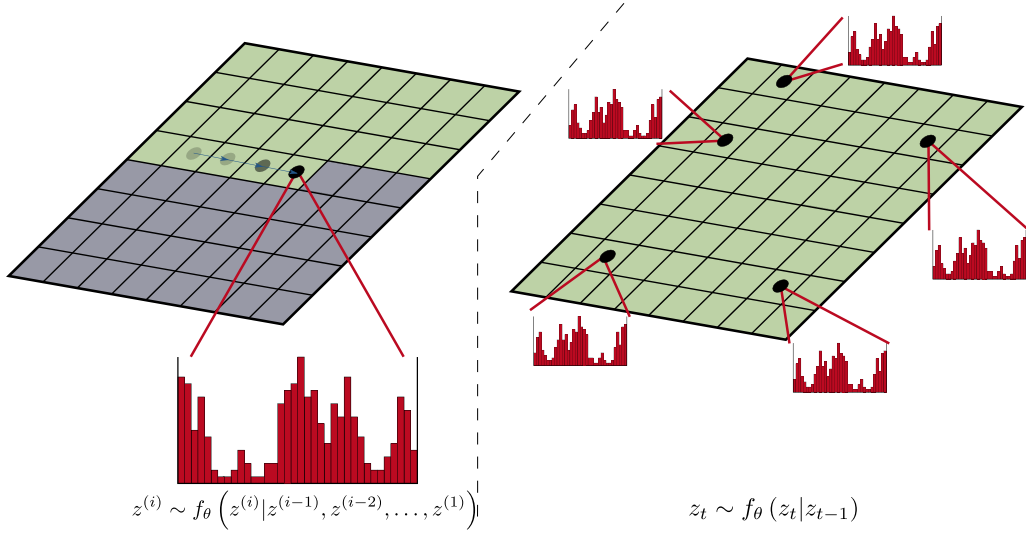 z^{(i)} ∼ f_θ (z^{(i)}|z^{(i−1)}, z^{(i−2)}, . . . , z^{(1)})
z_t ∼ f_θ (z_t|z_{t−1})